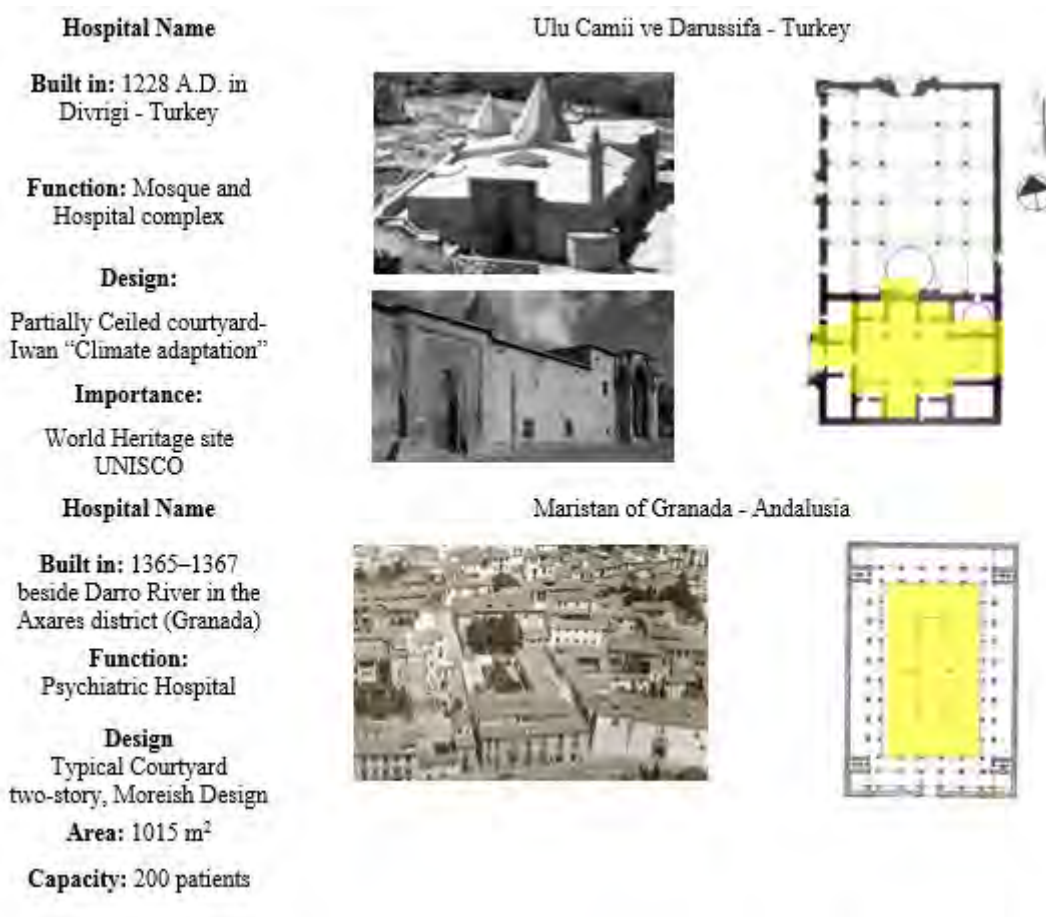 Hospital Name
Ulu Camii ve Darussifa - Turkey
Built in: 1228 A.D. in
Divrigi - Turkey
Function: Mosque and
Hospital complex
Design:
Partially Ceiled courtyard-
Iwan “Climate adaptation”
Importance:
World Heritage site
UNISCO
Hospital Name
Maristan of Granada - Andalusia
Built in: 1365–1367
beside Darro River in the
Axares district (Granada)
Function:
Psychiatric Hospital
Design
Typical Courtyard
two-story, Moreish Design
Area: 1015 m²
Capacity: 200 patients